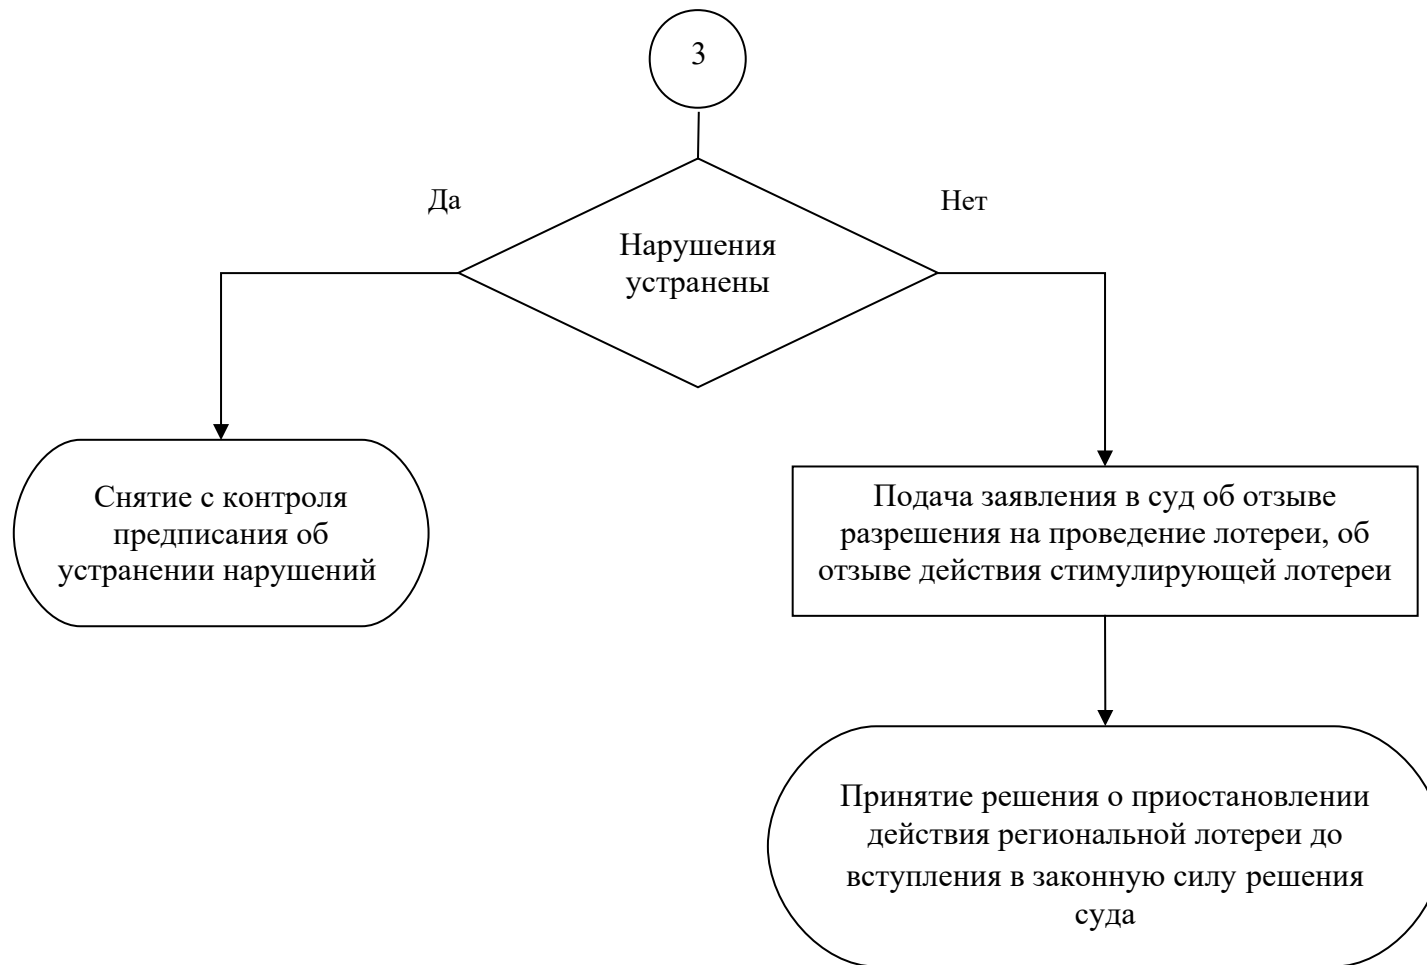 3
Да
Нет
Нарушения
устранены
Снятие с контроля
предписания об
устранении нарушений
Подача заявления в суд об отзыве
разрешения на проведение лотереи, об
отзыве действия стимулирующей лотереи
Принятие решения о приостановлении
действия региональной лотереи до
вступления в законную силу решения
суда